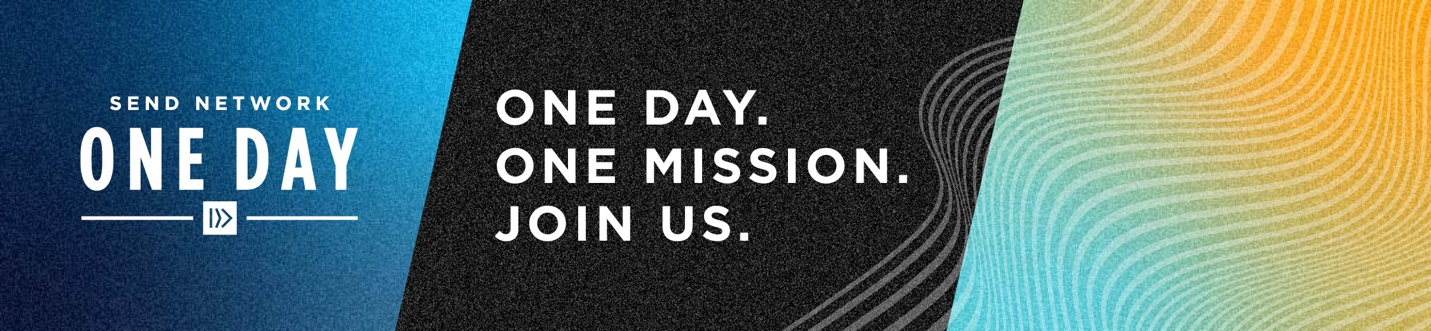 SEND NETWORK
ONE DAY
ONE DAY.
ONE MISSION.
JOIN US.